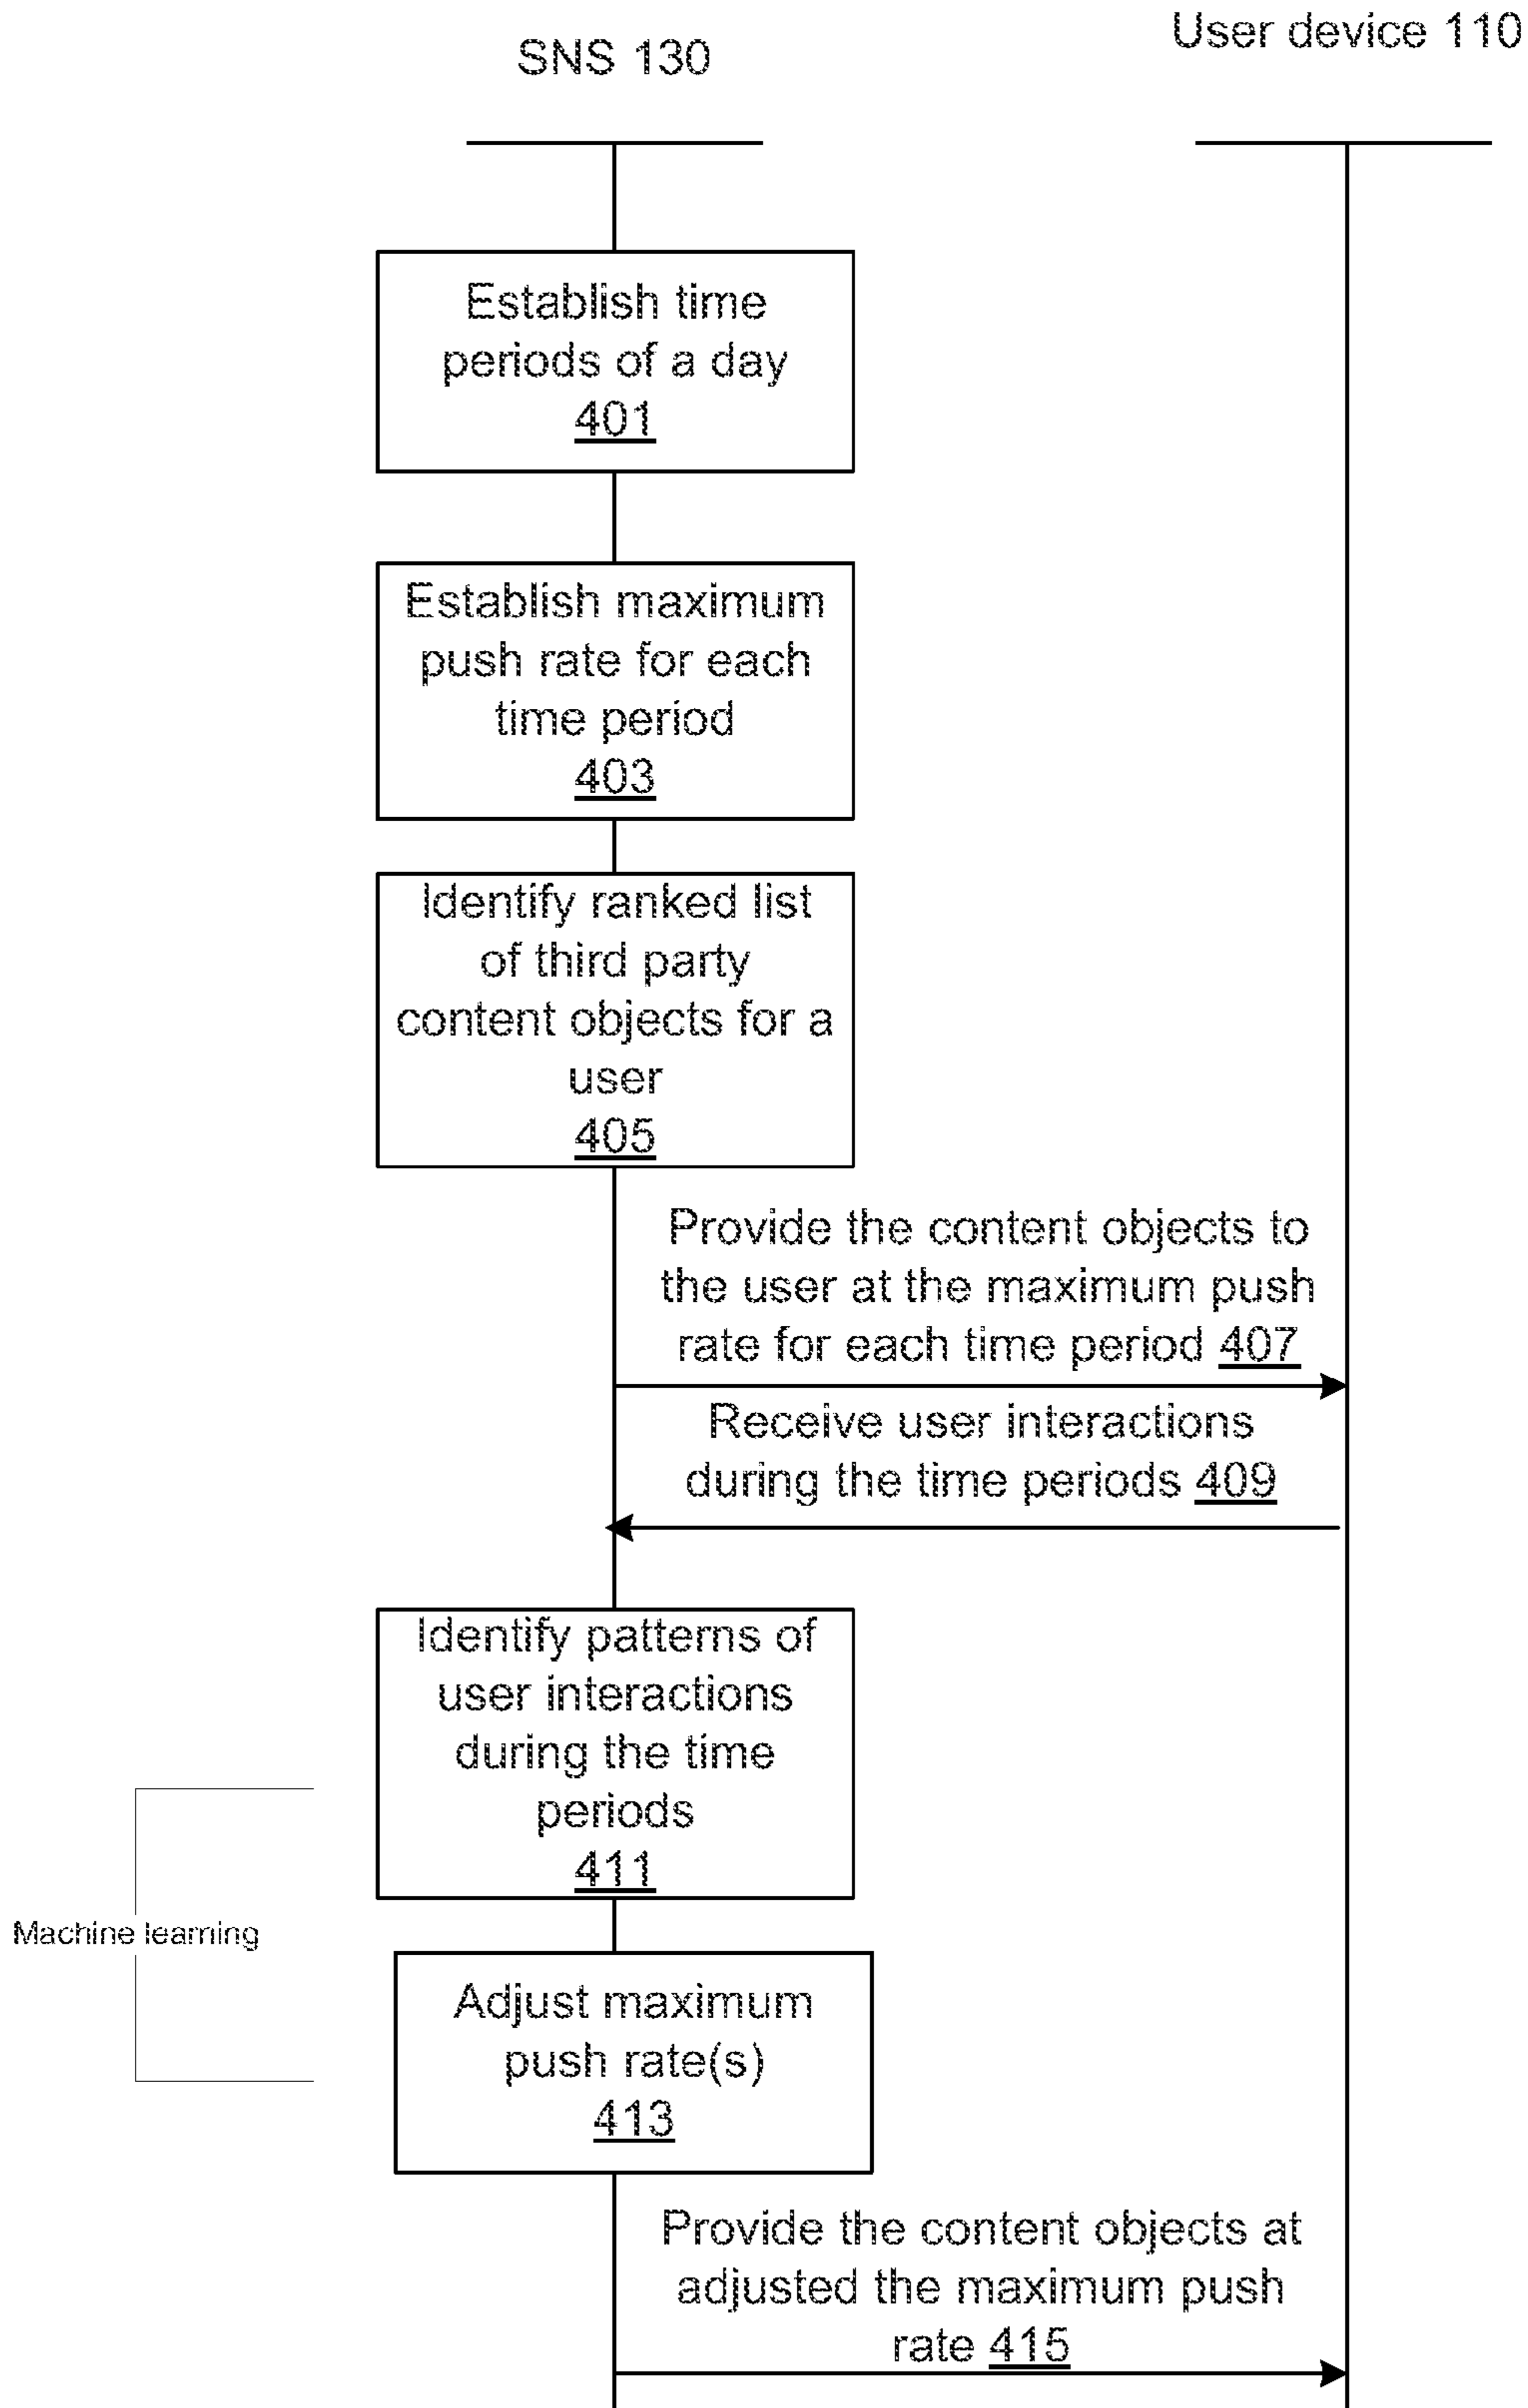 SNS 130
User device 110
Establish time
periods of a day
401
Establish maximum
push rate for each
time period
403
Identify ranked list
of third party
content objects for a
user
405
Provide the content objects to
the user at the maximum push
rate for each time period 407
Receive user interactions
during the time periods 409
Identify patterns of
user interactions
during the time
periods
411
Machine learning
Adjust maximum
push rate(s)
413
Provide the content objects at
adjusted the maximum push
rate 415